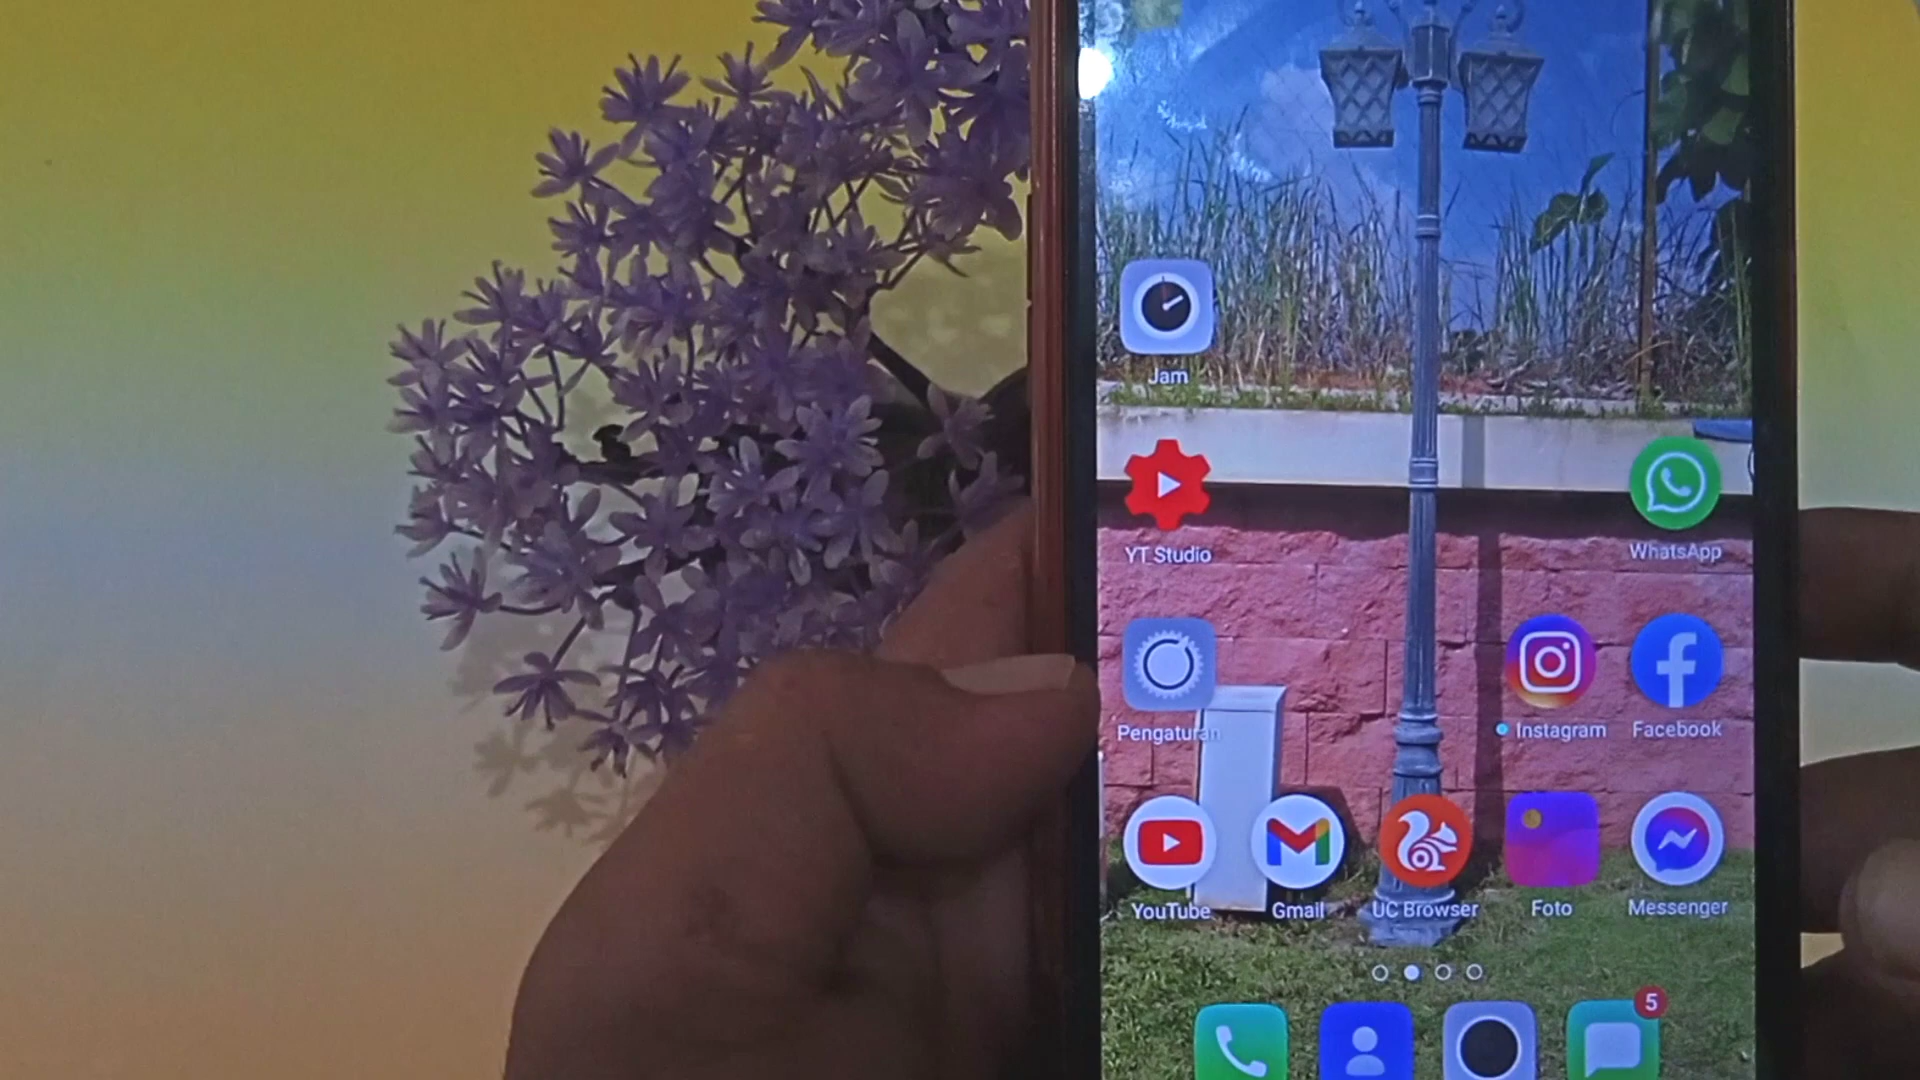 Jam
YT Studio
WhatsApp
Pengaturan
Instagram
Facebook
YouTube
Gmail
UC Browser
Foto
Messenger
5